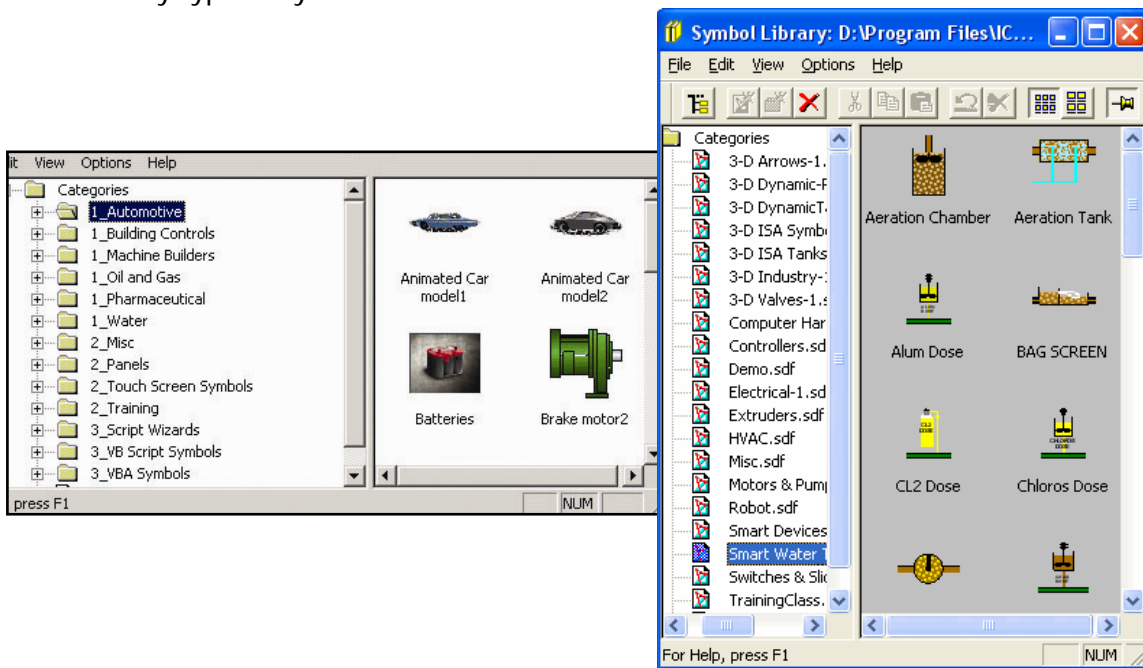 it View Options Help
Categories
1_Automotive
1_Building Controls
1_Machine Builders
1_Oil and Gas
1_Pharmaceutical
1_Water
2_Misc
2_Panels
2_Touch Screen Symbols
2_Training
3_Script Wizards
3_VB Script Symbols
3_VBA Symbols
Animated Car
model1
Animated Car
model2
Batteries
Brake motor2
press F1
NUM
Symbol Library: D:\Program Files\IC...
File Edit View Options Help
Categories
3-D Arrows-1.
3-D Dynamic-F
3-D DynamicT
3-D ISA Symb
3-D ISA Tanks
3-D Industry-
3-D Valves-1.s
Computer Har
Controllers.sd
Demo.sdf
Electrical-1.sd
Extruders.sdf
HVAC.sdf
Misc.sdf
Motors & Pum
Robot.sdf
Smart Devices
Smart Water T
Switches & Slid
TrainingClass.
Aeration Chamber
Aeration Tank
Alum Dose
BAG SCREEN
CL2 Dose
Chloros Dose
For Help, press F1
NUM